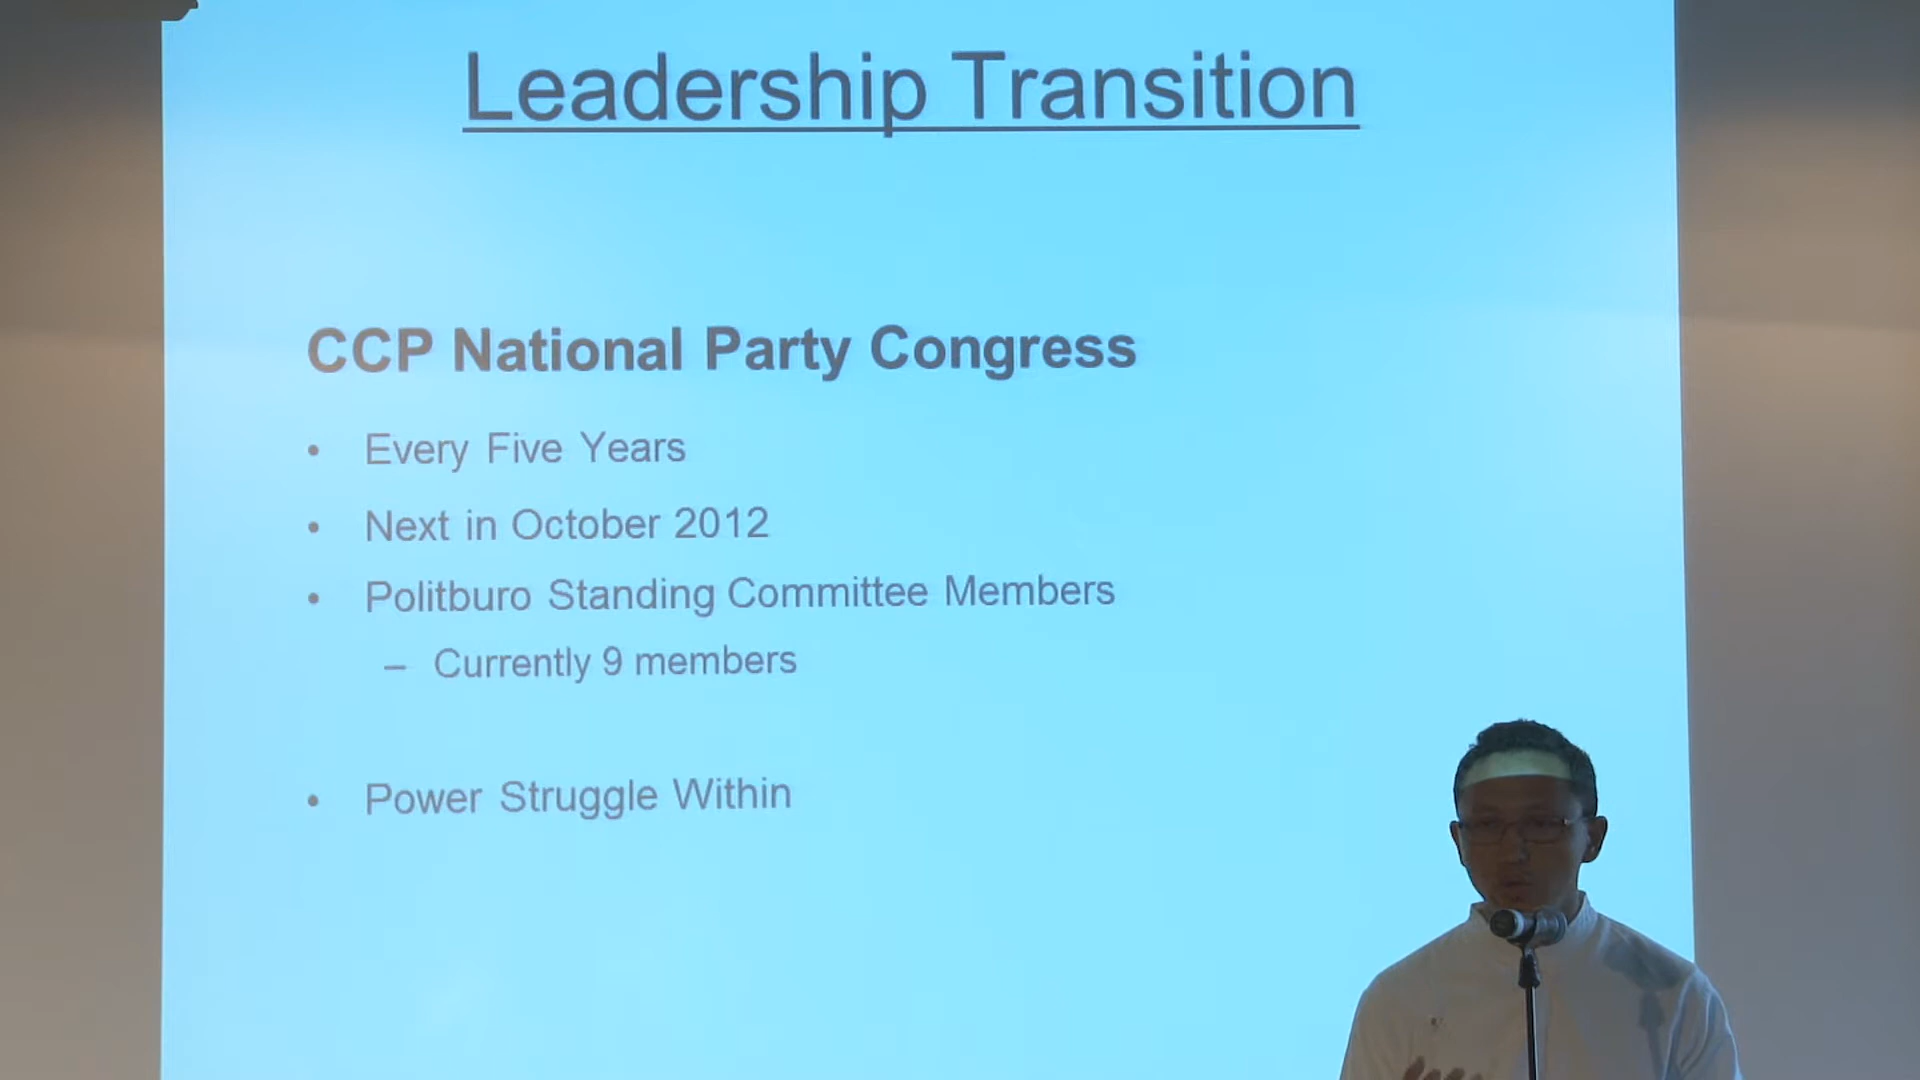 Leadership Transition
CCP National Party Congress
• Every Five Years
• Next in October 2012
• Politburo Standing Committee Members
– Currently 9 members
• Power Struggle Within